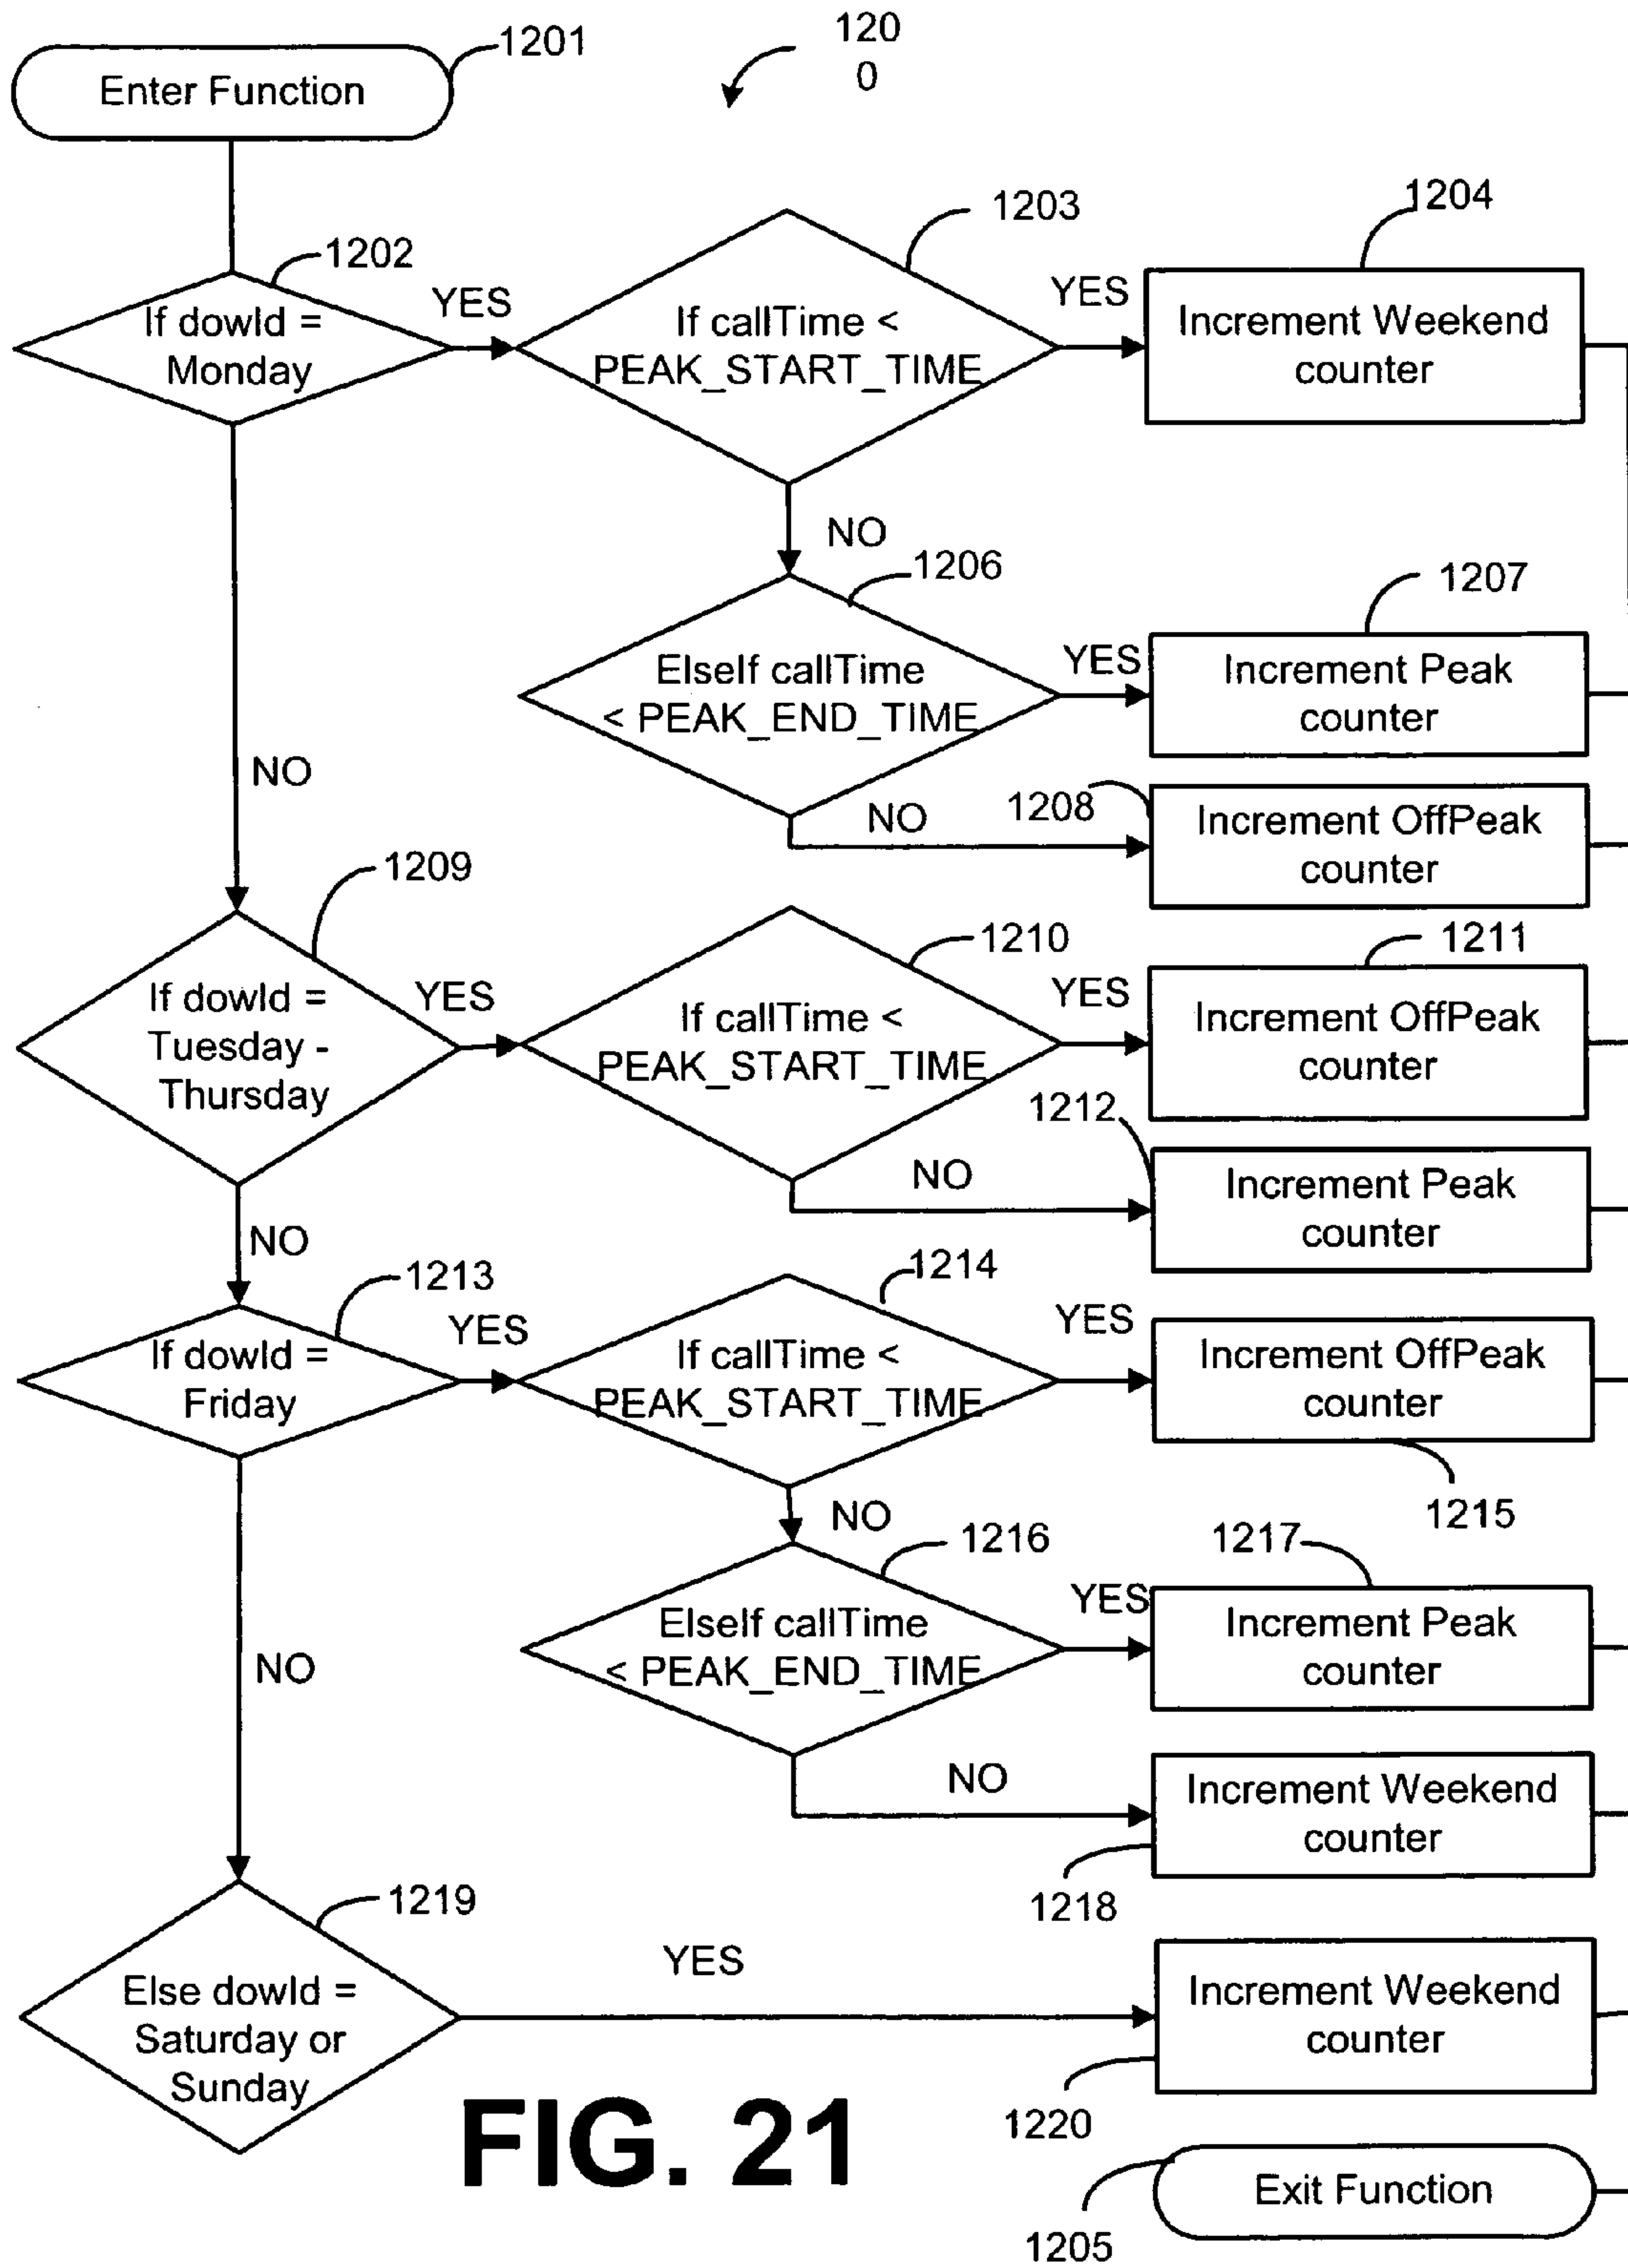 1201
120
0
Enter Function
1202
1203
1204
If dowId =
Monday
YES
If callTime <
PEAK_START_TIME
YES
Increment Weekend
counter
NO
1206
1207
ElseIf callTime
< PEAK_END_TIME
YES
Increment Peak
counter
NO
NO
1208
Increment OffPeak
counter
1209
1210
1211
If dowId =
Tuesday -
Thursday
YES
If callTime <
PEAK_START_TIME
YES
Increment OffPeak
counter
1212
NO
Increment Peak
counter
NO
1213
1214
If dowId =
Friday
YES
If callTime <
PEAK_START_TIME
YES
Increment OffPeak
counter
1215
NO
1216
1217
ElseIf callTime
< PEAK_END_TIME
YES
Increment Peak
counter
NO
NO
Increment Weekend
counter
1218
1219
Else dowId =
Saturday or
Sunday
YES
Increment Weekend
counter
1220
FIG. 21
Exit Function
1205